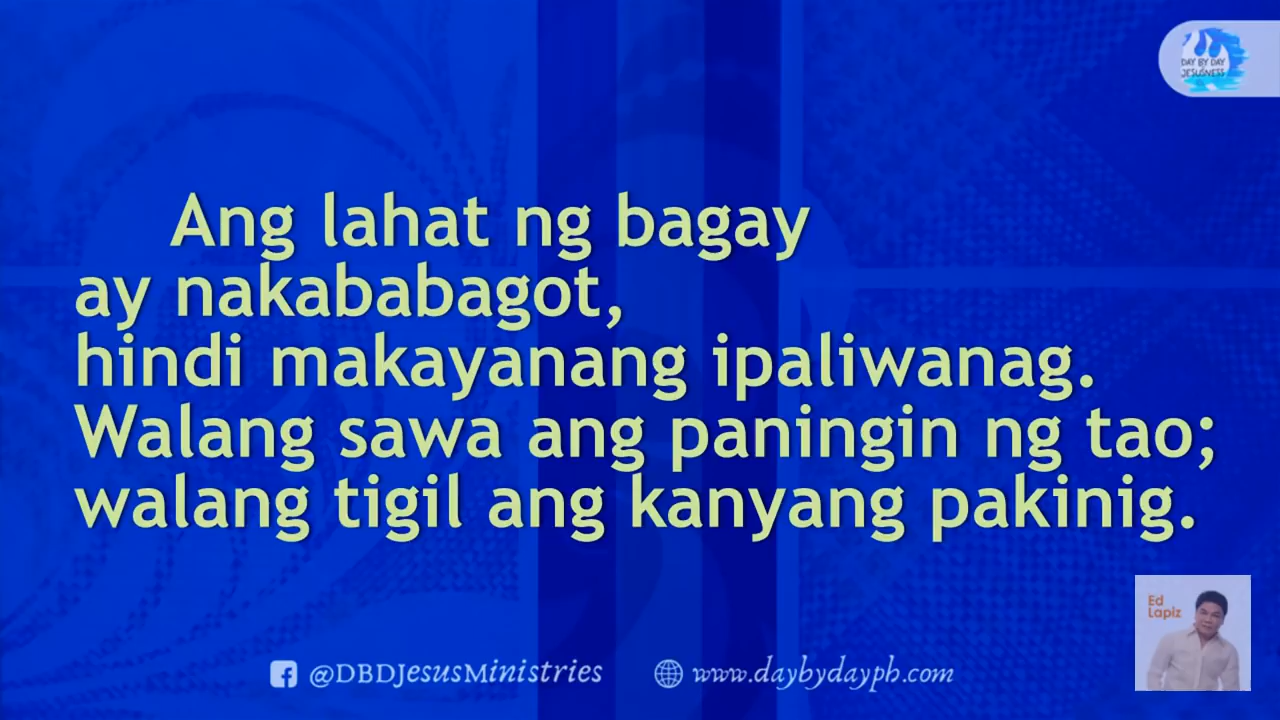 DAY BY DAY
JESUSNESS
Ang lahat ng bagay
ay nakababagot,
hindi makayanang ipaliwanag.
Walang sawa ang paningin ng tao;
walang tigil ang kanyang pakinig.
Ed
Lapiz
@DBDJesusMinistries
www.daybydayph.com